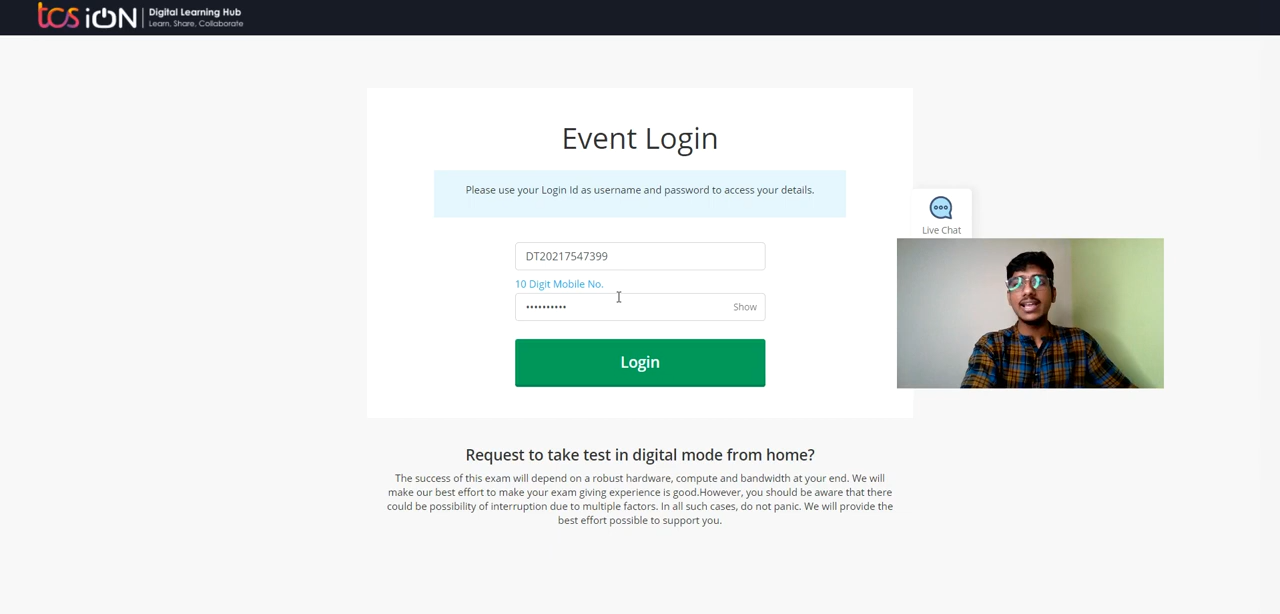 tcs iON | Digital Learning Hub
Learn, Share, Collaborate
Event Login
Please use your Login Id as username and password to access your details.
DT20217547399
10 Digit Mobile No.
•••••••••• Show
Login
Live Chat
Request to take test in digital mode from home?
The success of this exam will depend on a robust hardware, compute and bandwidth at your end. We will
make our best effort to make your exam giving experience is good.However, you should be aware that there
could be possibility of interruption due to multiple factors. In all such cases, do not panic. We will provide the
best effort possible to support you.